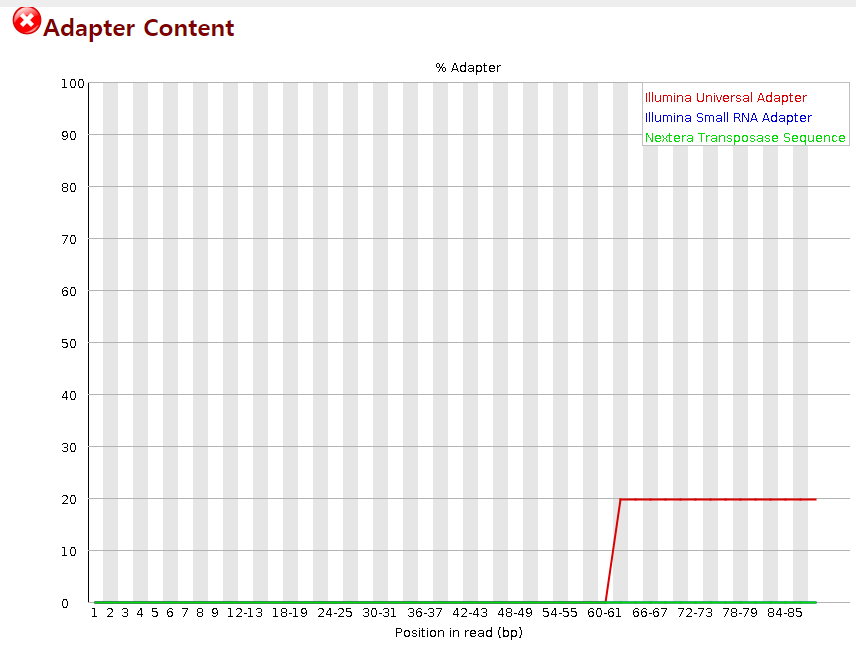 Adapter Content
% Adapter
Illumina Universal Adapter
Illumina Small RNA Adapter
Nextera Transposase Sequence
100
90
80
70
60
50
40
30
20
10
0
1 2 3 4 5 6 7 8 9 12-13 18-19 24-25 30-31 36-37 42-43 48-49 54-55 60-61 66-67 72-73 78-79 84-85
Position in read (bp)